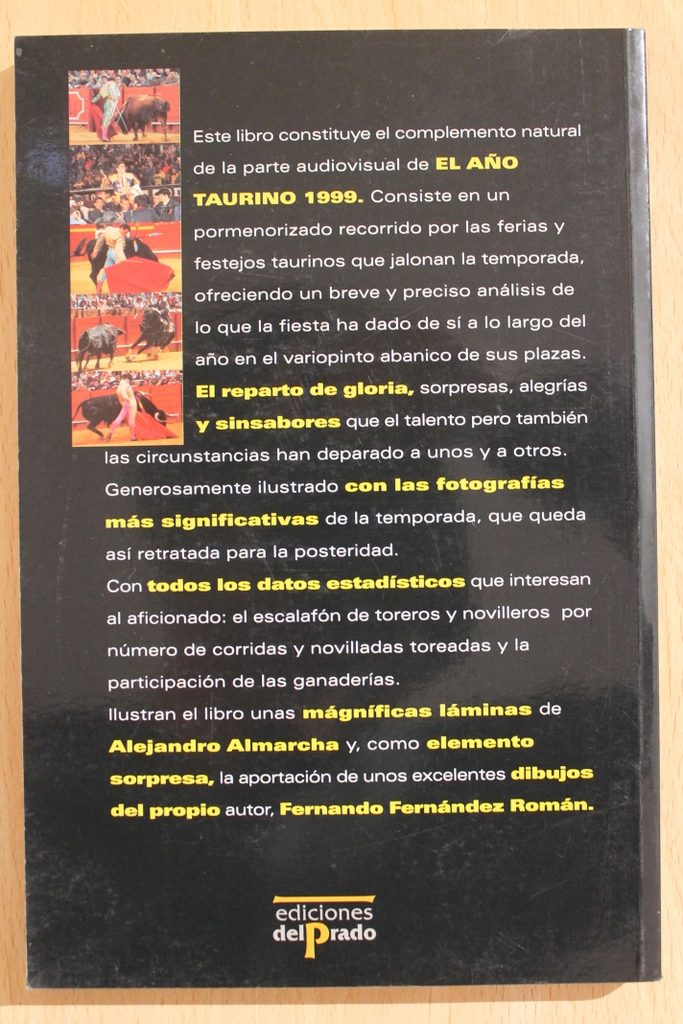 Este libro constituye el complemento natural
de la parte audiovisual de EL AÑO
TAURINO 1999. Consiste en un
pormenorizado recorrido por las ferias y
festejos taurinos que jalonan la temporada,
ofreciendo un breve y preciso análisis de
lo que la fiesta ha dado de sí a lo largo del
año en el variopinto abanico de sus plazas.
El reparto de gloria, sorpresas, alegrías
y sinsabores que el talento pero también
las circunstancias han deparado a unos y a otros.
Generosamente ilustrado con las fotografías
más significativas de la temporada, que queda
así retratada para la posteridad.
Con todos los datos estadísticos que interesan
al aficionado: el escalafón de toreros y novilleros por
número de corridas y novilladas toreadas y la
participación de las ganaderías.
Ilustran el libro unas mágníficas láminas de
Alejandro Almarcha y, como elemento
sorpresa, la aportación de unos excelentes dibujos
del propio autor, Fernando Fernández Román.
ediciones
delPrado